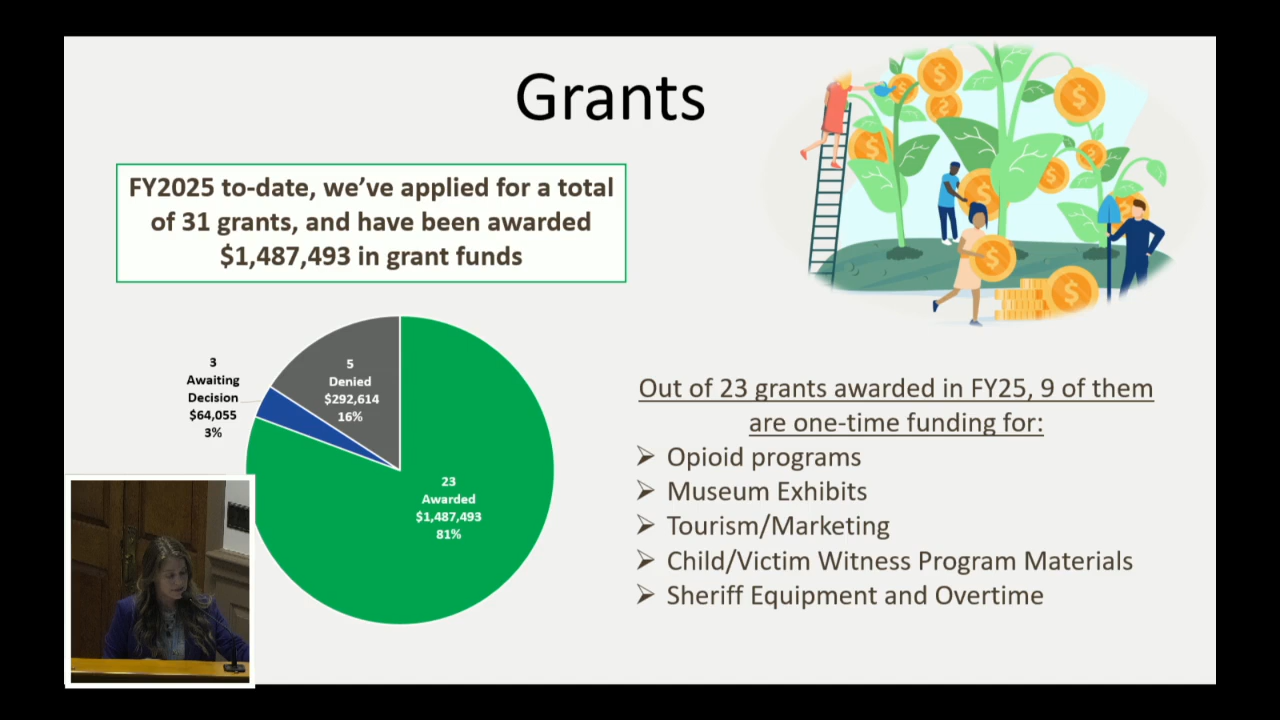 Grants
FY2025 to-date, we’ve applied for a total
of 31 grants, and have been awarded
$1,487,493 in grant funds
3
Awaiting
Decision
$64,055
3%
5
Denied
$292,614
16%
23
Awarded
$1,487,493
81%
Out of 23 grants awarded in FY25, 9 of them
are one-time funding for:
Opioid programs
Museum Exhibits
Tourism/Marketing
Child/Victim Witness Program Materials
Sheriff Equipment and Overtime